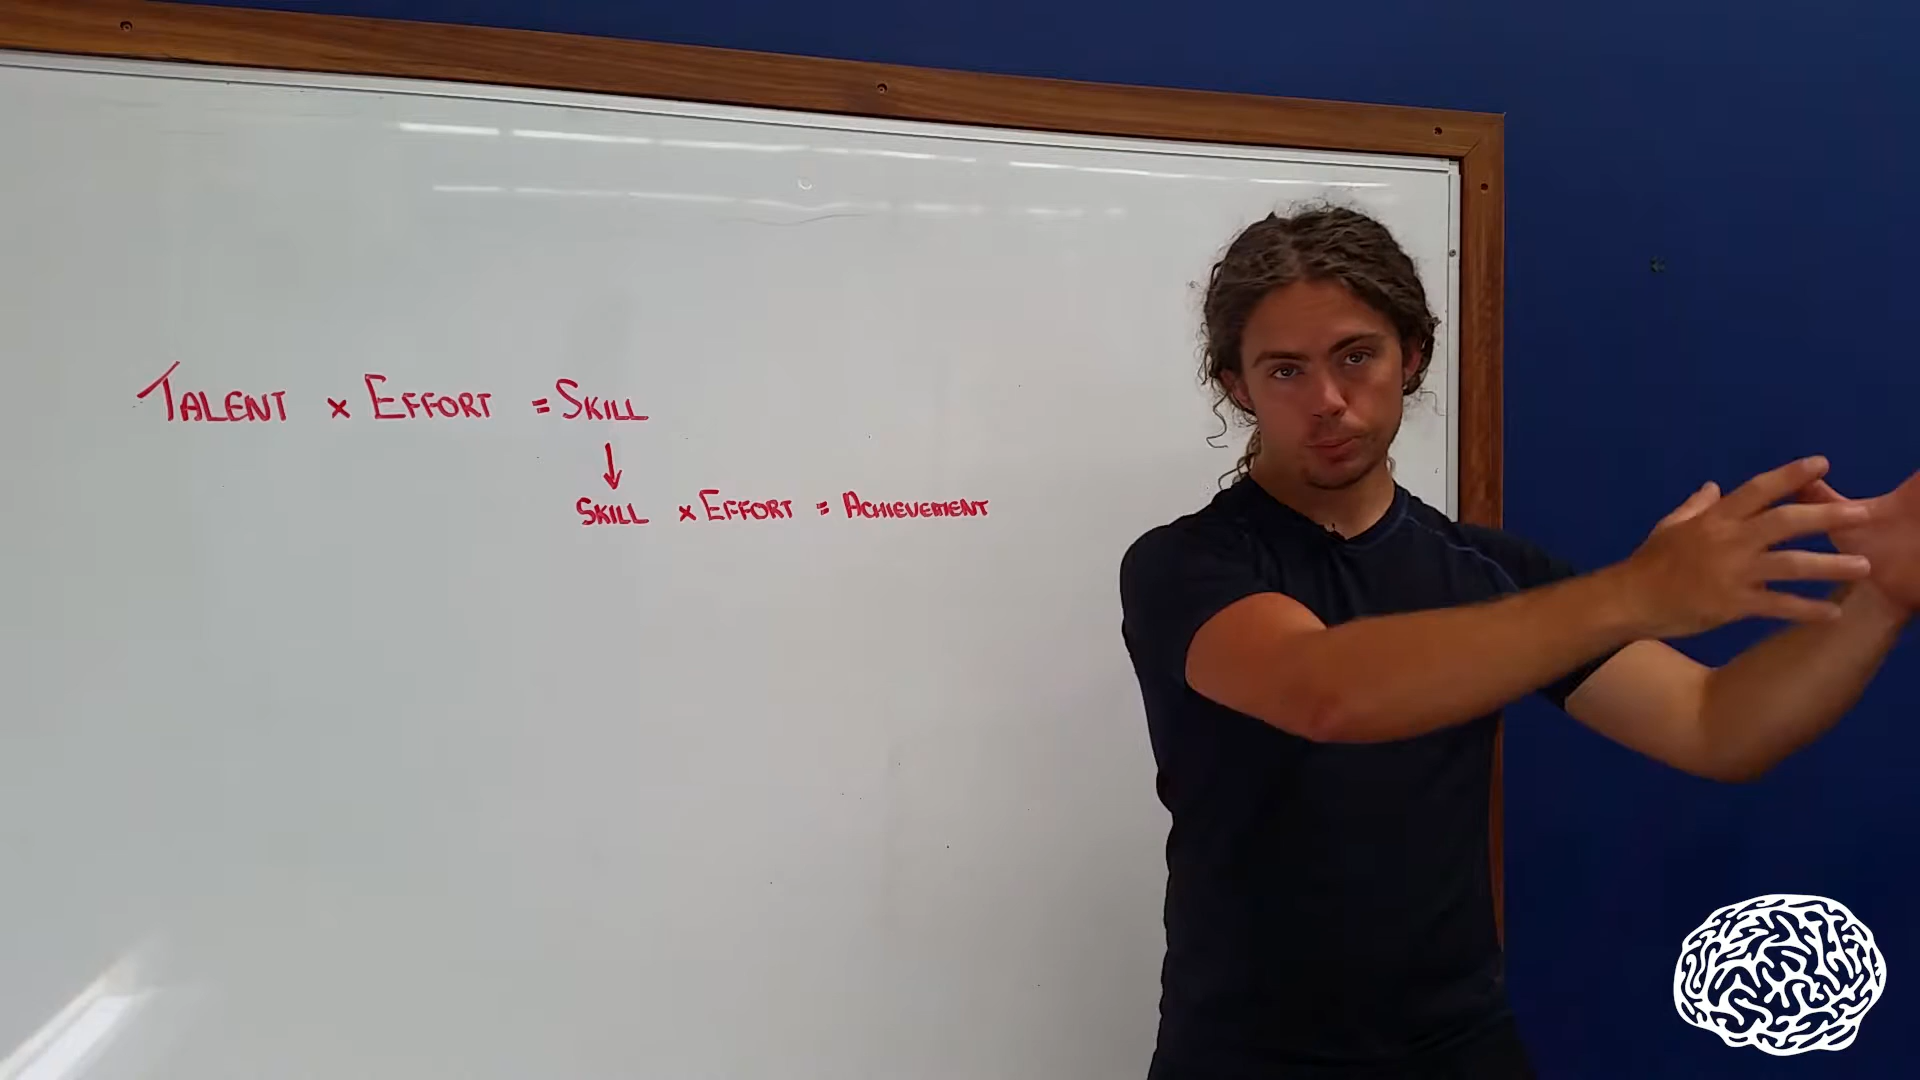 TALENT × EFFORT = SKILL
↓
SKILL × EFFORT = ACHIEVEMENT